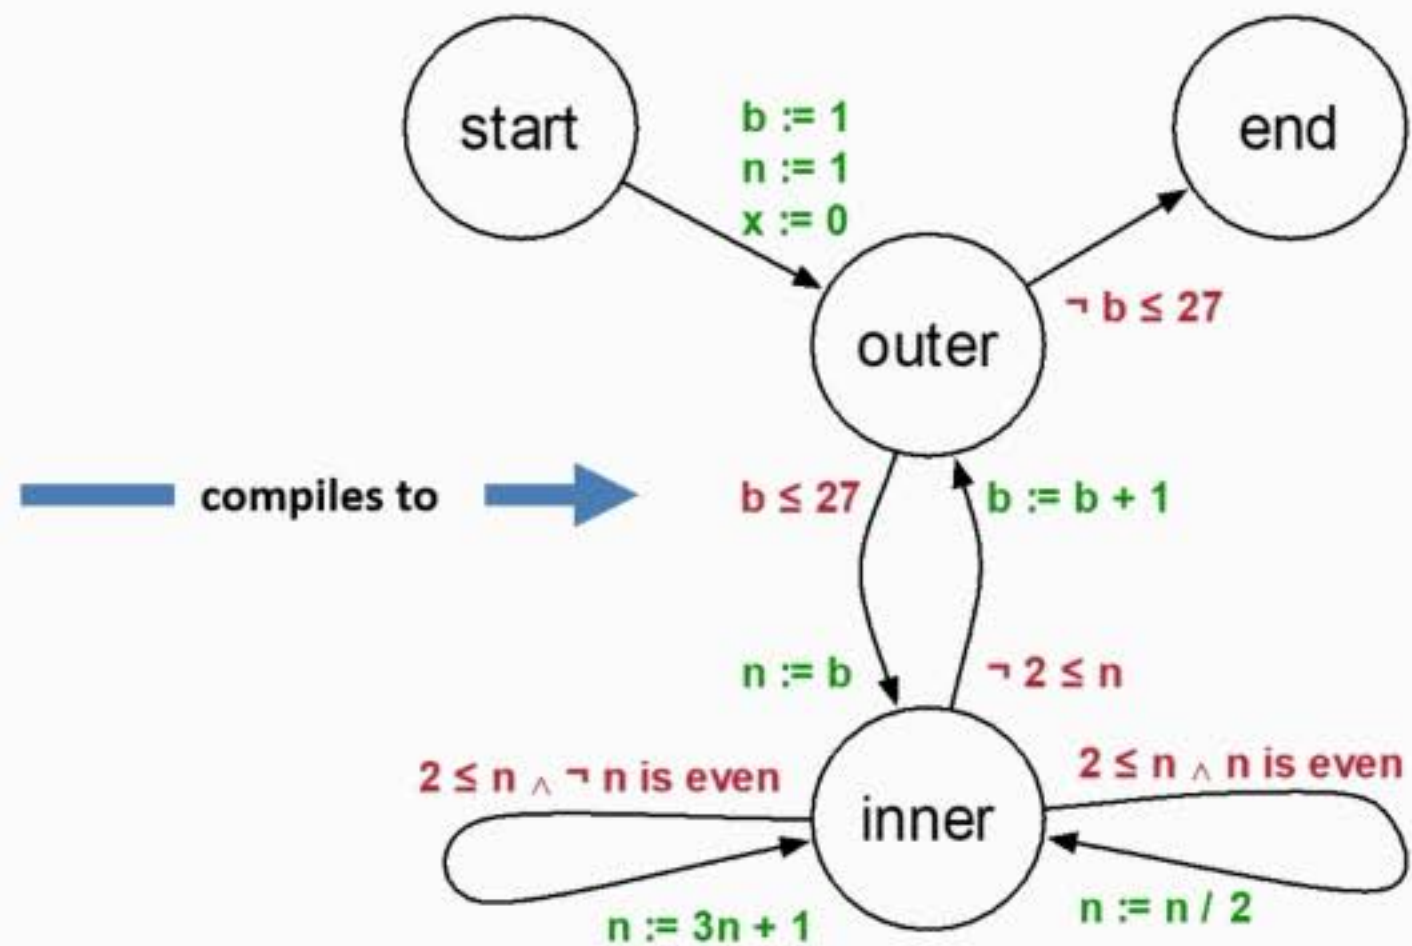 start
b := 1
n := 1
x := 0
end
outer
¬ b ≤ 27
compiles to
b ≤ 27
b := b + 1
n := b
¬ 2 ≤ n
2 ≤ n ∧ ¬ n is even
2 ≤ n ∧ n is even
inner
n := 3n + 1
n := n / 2